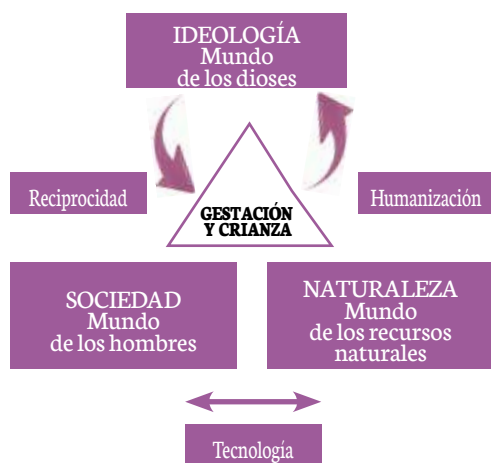 IDEOLOGÍA
Mundo
de los dioses
Reciprocidad
Humanización
GESTACIÓN
Y CRIANZA
SOCIEDAD
Mundo
de los hombres
NATURALEZA
Mundo
de los recursos
naturales
Tecnología